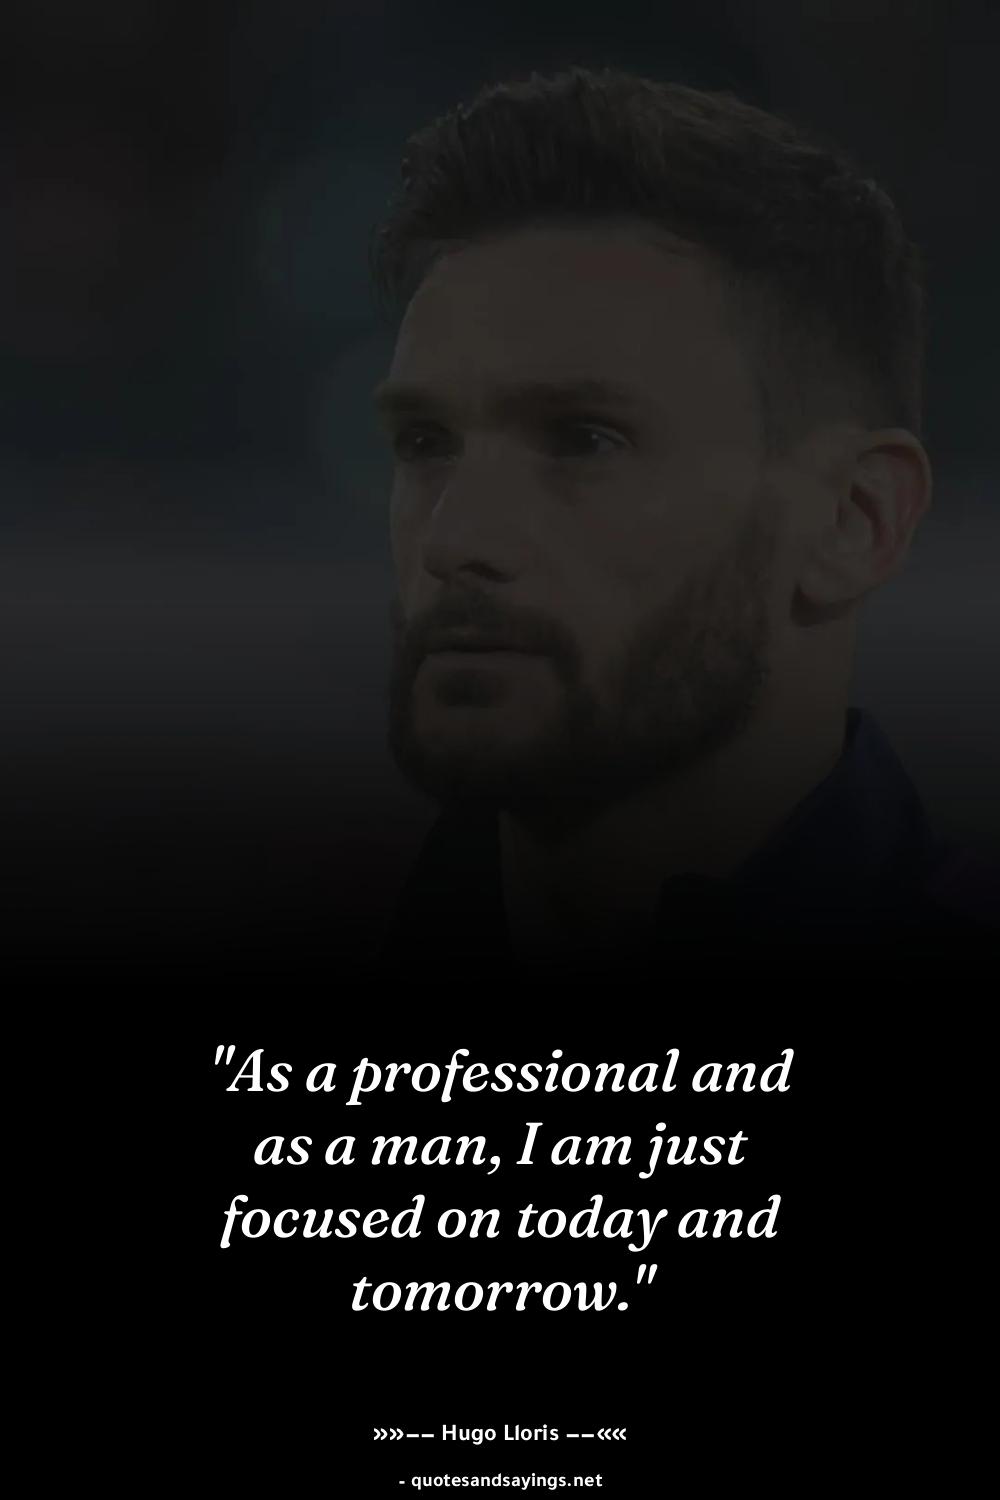 "As a professional and
as a man, I am just
focused on today and
tomorrow."
»»−− Hugo Lloris −−««
- quotesandsayings.net